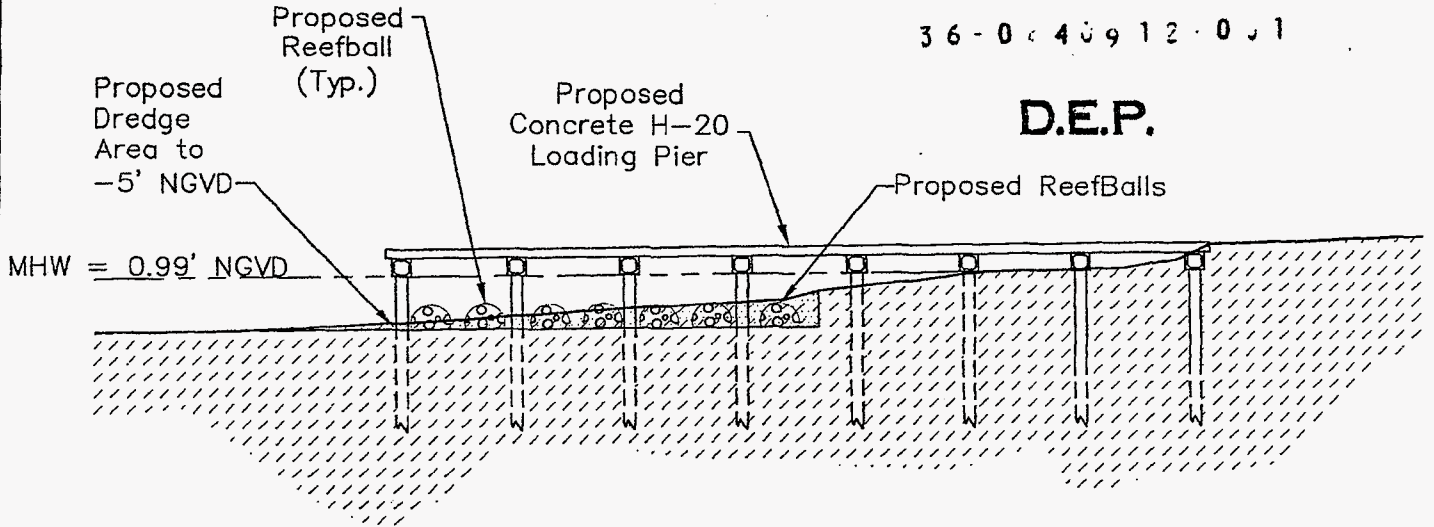 Proposed
Reefball
(Typ.)
D.E.P.
Proposed
Dredge
Area to
-5' NGVD
Proposed
Concrete H-20
Loading Pier
Proposed ReefBalls
MHW = 0.99' NGVD